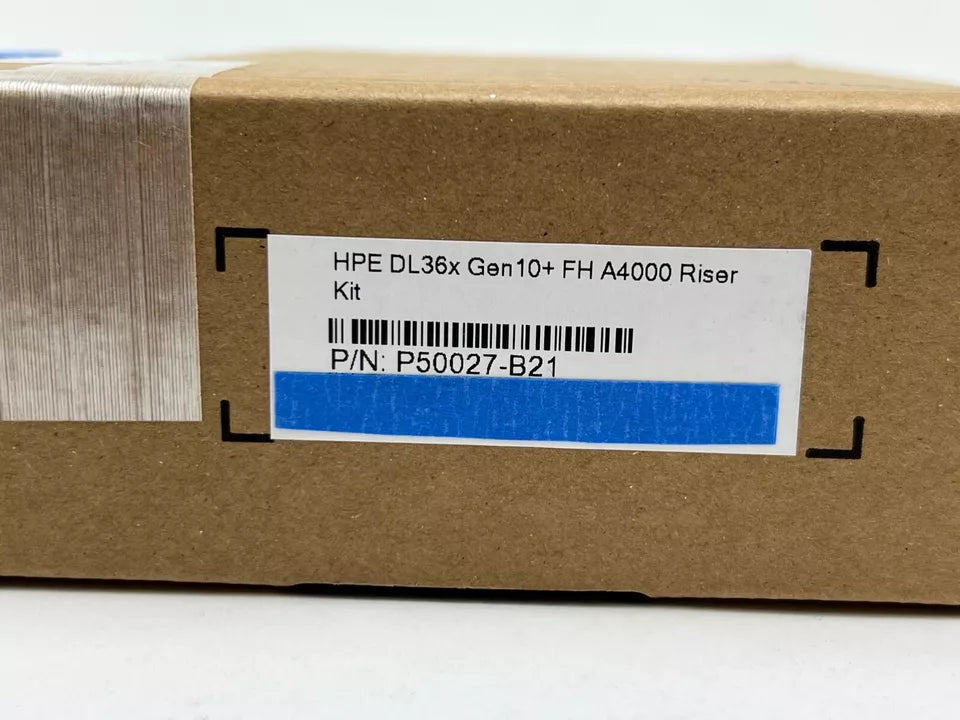 HPE DL36x Gen10+ FH A4000 Riser
Kit
P/N: P50027-B21